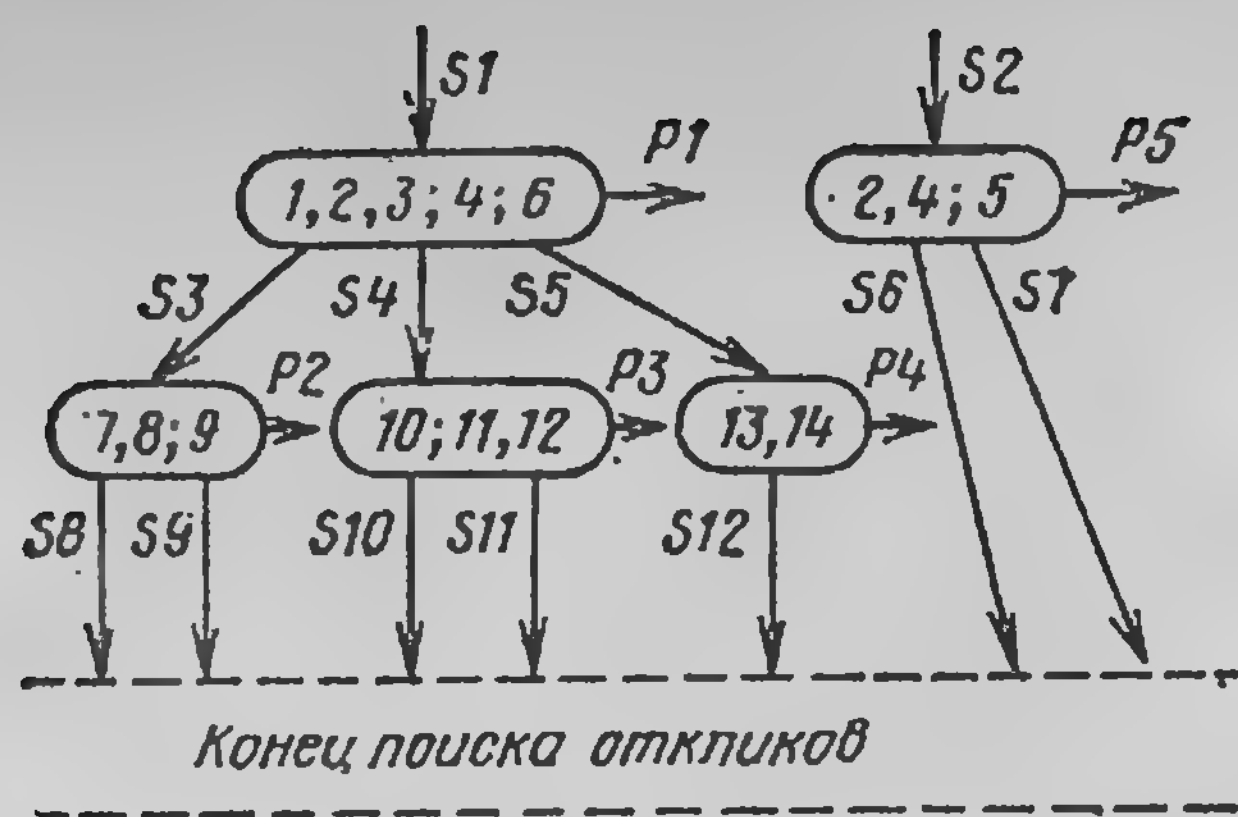 S1 S2
P1 P5
1,2,3;4;6 2,4;5
S3 S4 S5 S6 S7
P2 P3 P4
7,8;9 10;11,12 13,14
S8 S9 S10 S11 S12
Конец поиска откликов